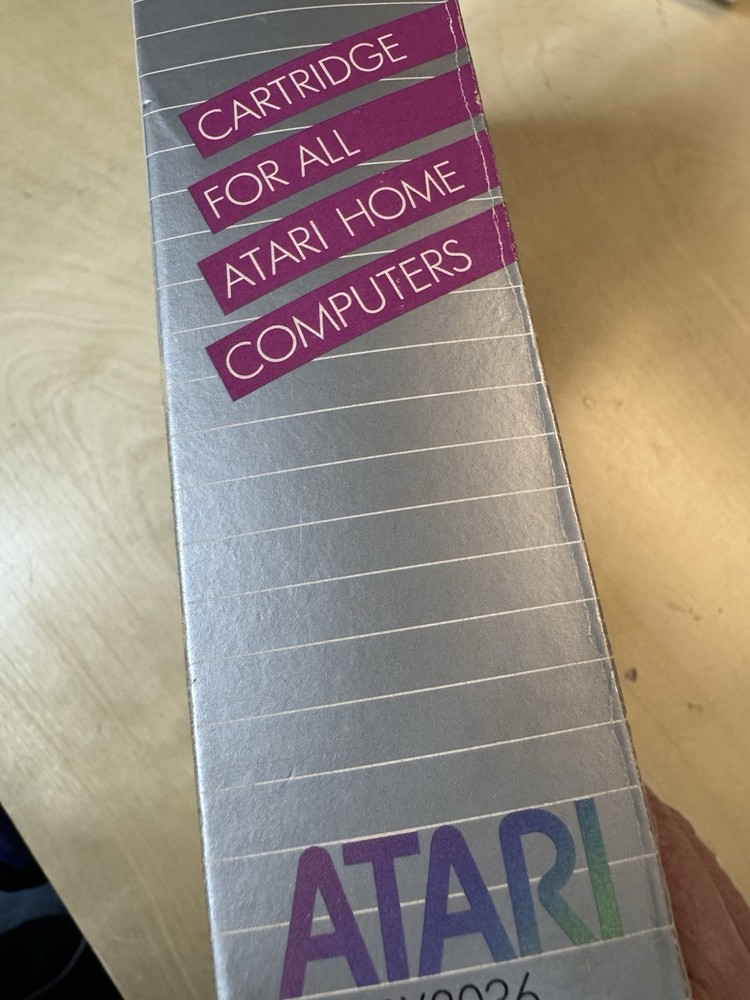 CARTRIDGE
FOR ALL
ATARI HOME
COMPUTERS
ATARI